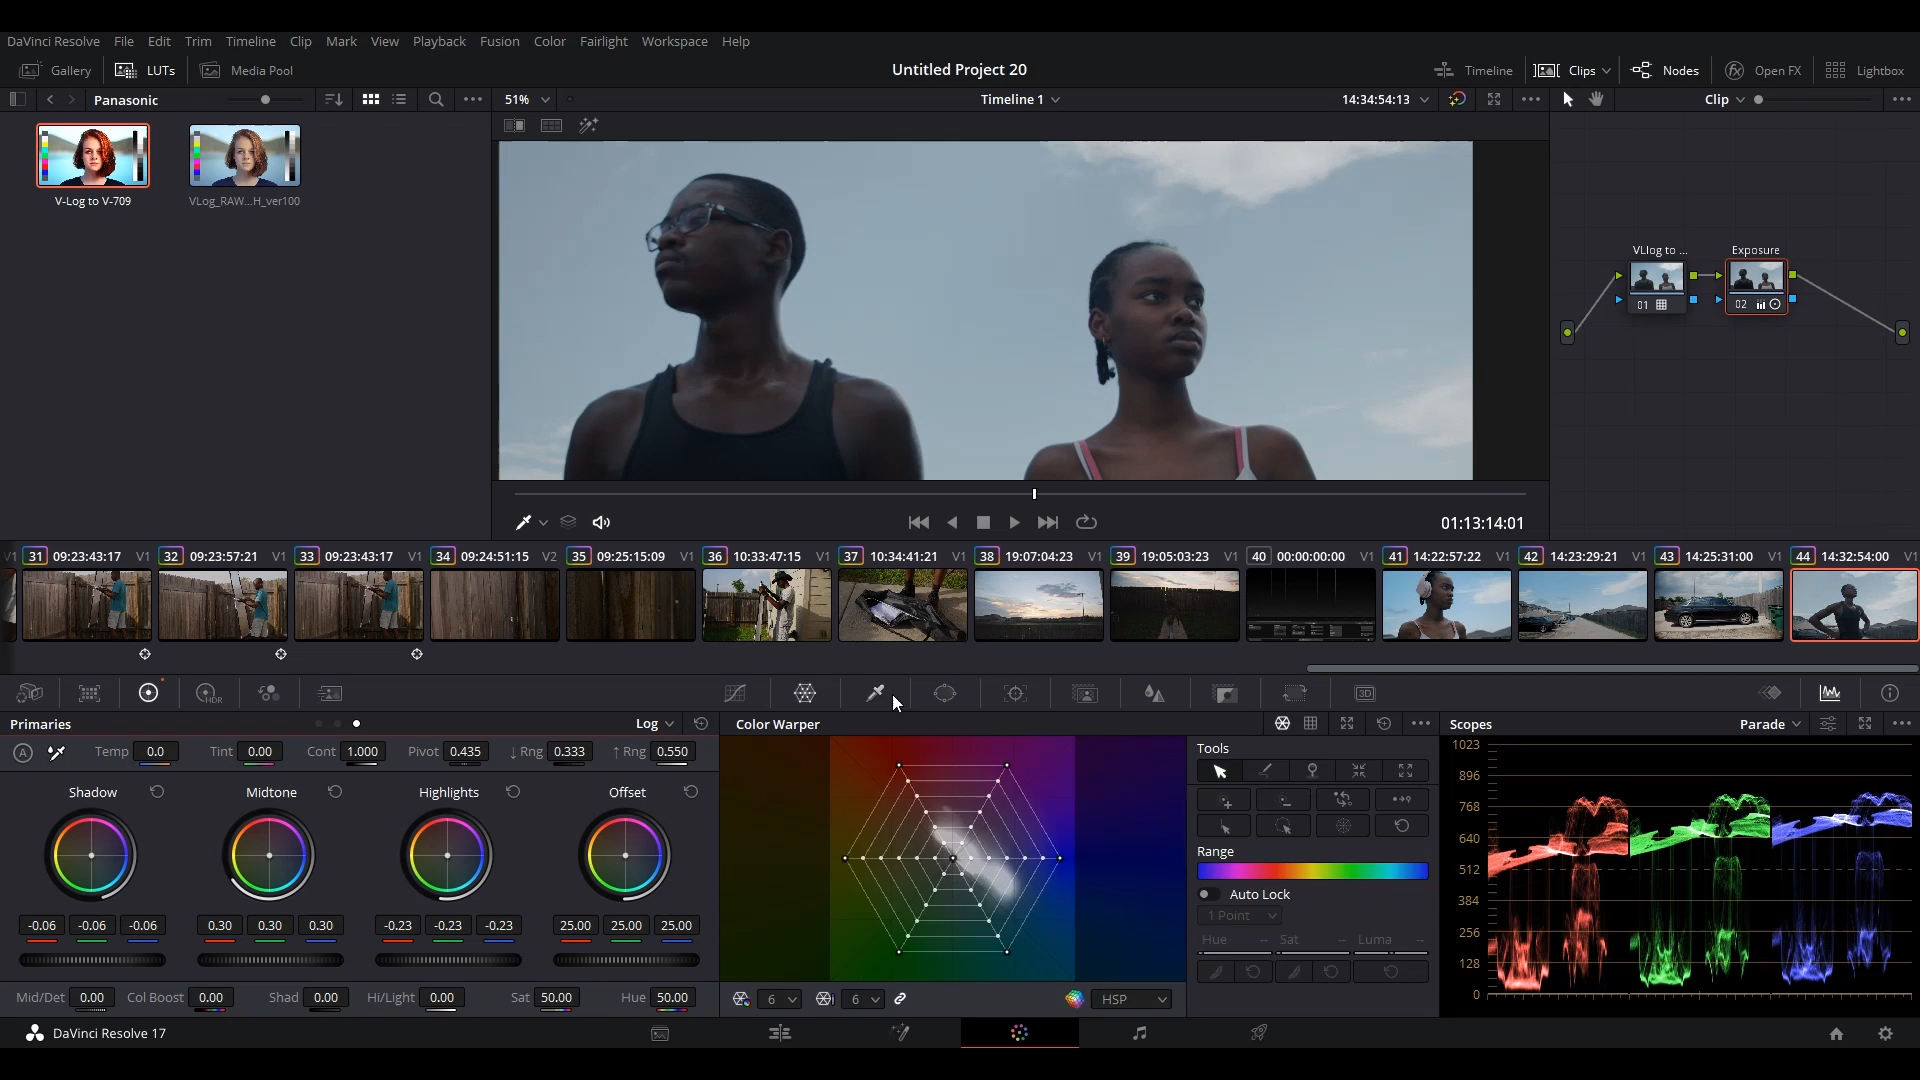 DaVinci Resolve File Edit Trim Timeline Clip Mark View Playback Fusion Color Fairlight Workspace Help
Gallery LUTs Media Pool Untitled Project 20 Timeline Clips Nodes Open FX Lightbox
Panasonic 51% Timeline 1 14:34:54:13 Clip
V-Log to V-709 VLog_RAW...H_ver100
VLlog to ... Exposure
01 02
01:13:14:01
V1 31 09:23:43:17 V1 32 09:23:57:21 V1 33 09:23:43:17 V1 34 09:24:51:15 V2 35 09:25:15:09 V1 36 10:33:47:15 V1 37 10:34:41:21 V1 38 19:07:04:23 V1 39 19:05:03:23 V1 40 00:00:00:00 V1 41 14:22:57:22 V1 42 14:23:29:21 V1 43 14:25:31:00 V1 44 14:32:54:00 V1
HDR 3D
Primaries Log Color Warper Scopes Parade
A Temp 0.0 Tint 0.00 Cont 1.000 Pivot 0.435 ↓ Rng 0.333 ↑ Rng 0.550
Tools
Shadow Midtone Highlights Offset
Range
Auto Lock
1 Point
-0.06 -0.06 -0.06 0.30 0.30 0.30 -0.23 -0.23 -0.23 25.00 25.00 25.00
Hue -- Sat -- Luma --
1023
896
768
640
512
384
256
128
0
Mid/Det 0.00 Col Boost 0.00 Shad 0.00 Hi/Light 0.00 Sat 50.00 Hue 50.00 6 6 HSP
DaVinci Resolve 17